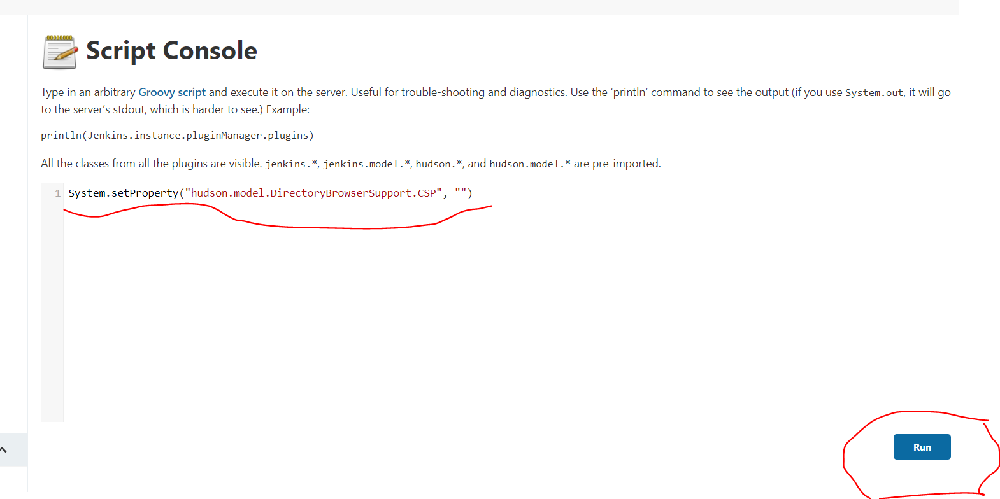 Script Console
Type in an arbitrary Groovy script and execute it on the server. Useful for trouble-shooting and diagnostics. Use the ‘println’ command to see the output (if you use System.out, it will go
to the server’s stdout, which is harder to see.) Example:
println(Jenkins.instance.pluginManager.plugins)
All the classes from all the plugins are visible. jenkins.*, jenkins.model.*, hudson.*, and hudson.model.* are pre-imported.
1 System.setProperty("hudson.model.DirectoryBrowserSupport.CSP", "")
Run